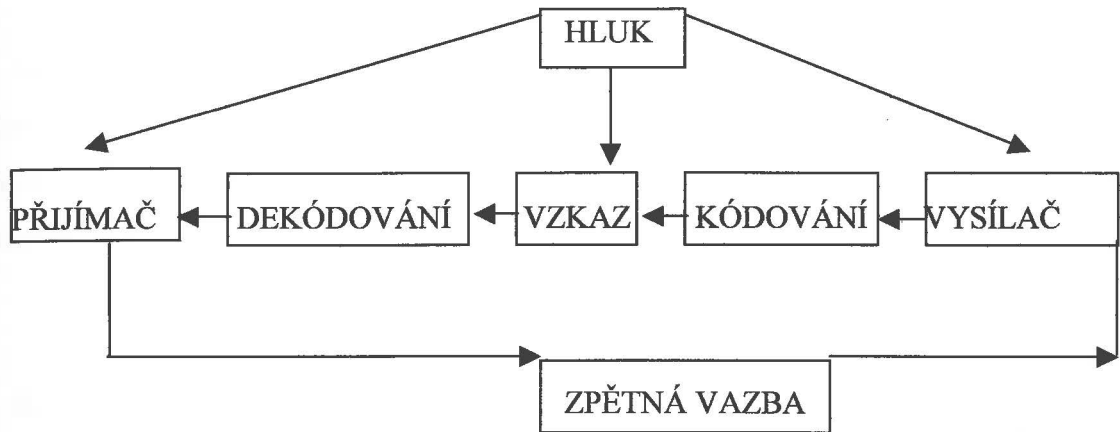 HLUK
PŘIJÍMAČ DEKÓDOVÁNÍ VZKAZ KÓDOVÁNÍ VYSÍLAČ
ZPĚTNÁ VAZBA